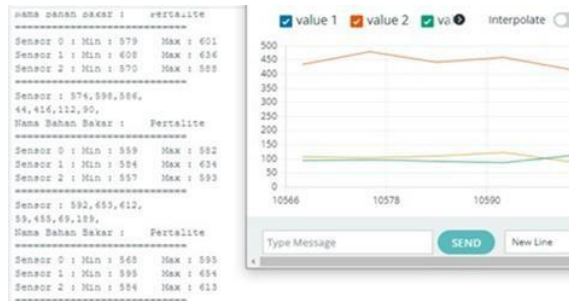 Nama Bahan Bakar : Pertalite
==============================
Sensor 0 : Min : 579 Max : 601
Sensor 1 : Min : 608 Max : 636
Sensor 2 : Min : 570 Max : 588
==============================
Sensor : 574,598,586,
44,416,112,90,
Nama Bahan Bakar : Pertalite
==============================
Sensor 0 : Min : 559 Max : 582
Sensor 1 : Min : 584 Max : 634
Sensor 2 : Min : 557 Max : 593
==============================
Sensor : 592,653,612,
59,455,69,189,
Nama Bahan Bakar : Pertalite
==============================
Sensor 0 : Min : 568 Max : 595
Sensor 1 : Min : 595 Max : 654
Sensor 2 : Min : 584 Max : 613
==============================
value 1 value 2 va Interpolate
500
450
400
350
300
250
200
150
100
50
0
10566 10578 10590
Type Message SEND New Line